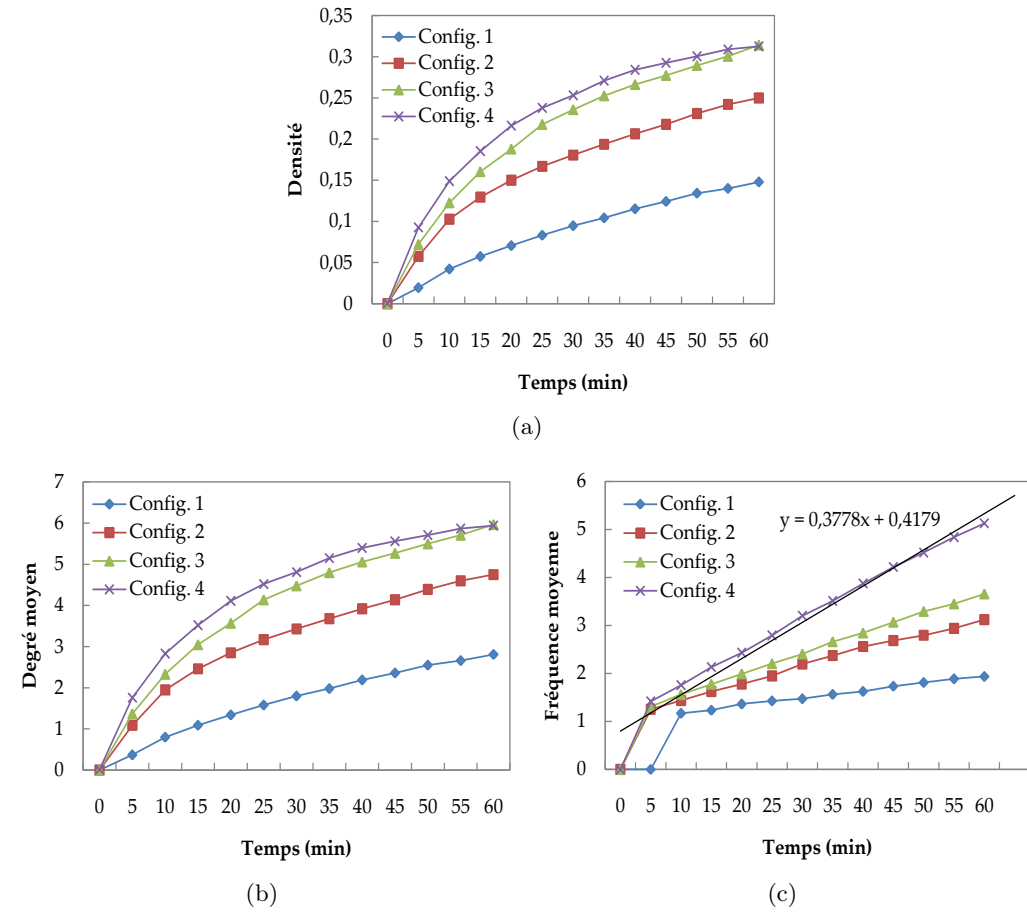 0,35
0,3
0,25
0,2
0,15
0,1
0,05
0
Densité
Config. 1
Config. 2
Config. 3
Config. 4
0 5 10 15 20 25 30 35 40 45 50 55 60
Temps (min)
(a)
7
6
5
4
3
2
1
0
Degré moyen
Config. 1
Config. 2
Config. 3
Config. 4
0 5 10 15 20 25 30 35 40 45 50 55 60
Temps (min)
(b)
6
5
4
3
2
1
0
Fréquence moyenne
Config. 1
Config. 2
Config. 3
Config. 4
y = 0,3778x + 0,4179
0 5 10 15 20 25 30 35 40 45 50 55 60
Temps (min)
(c)